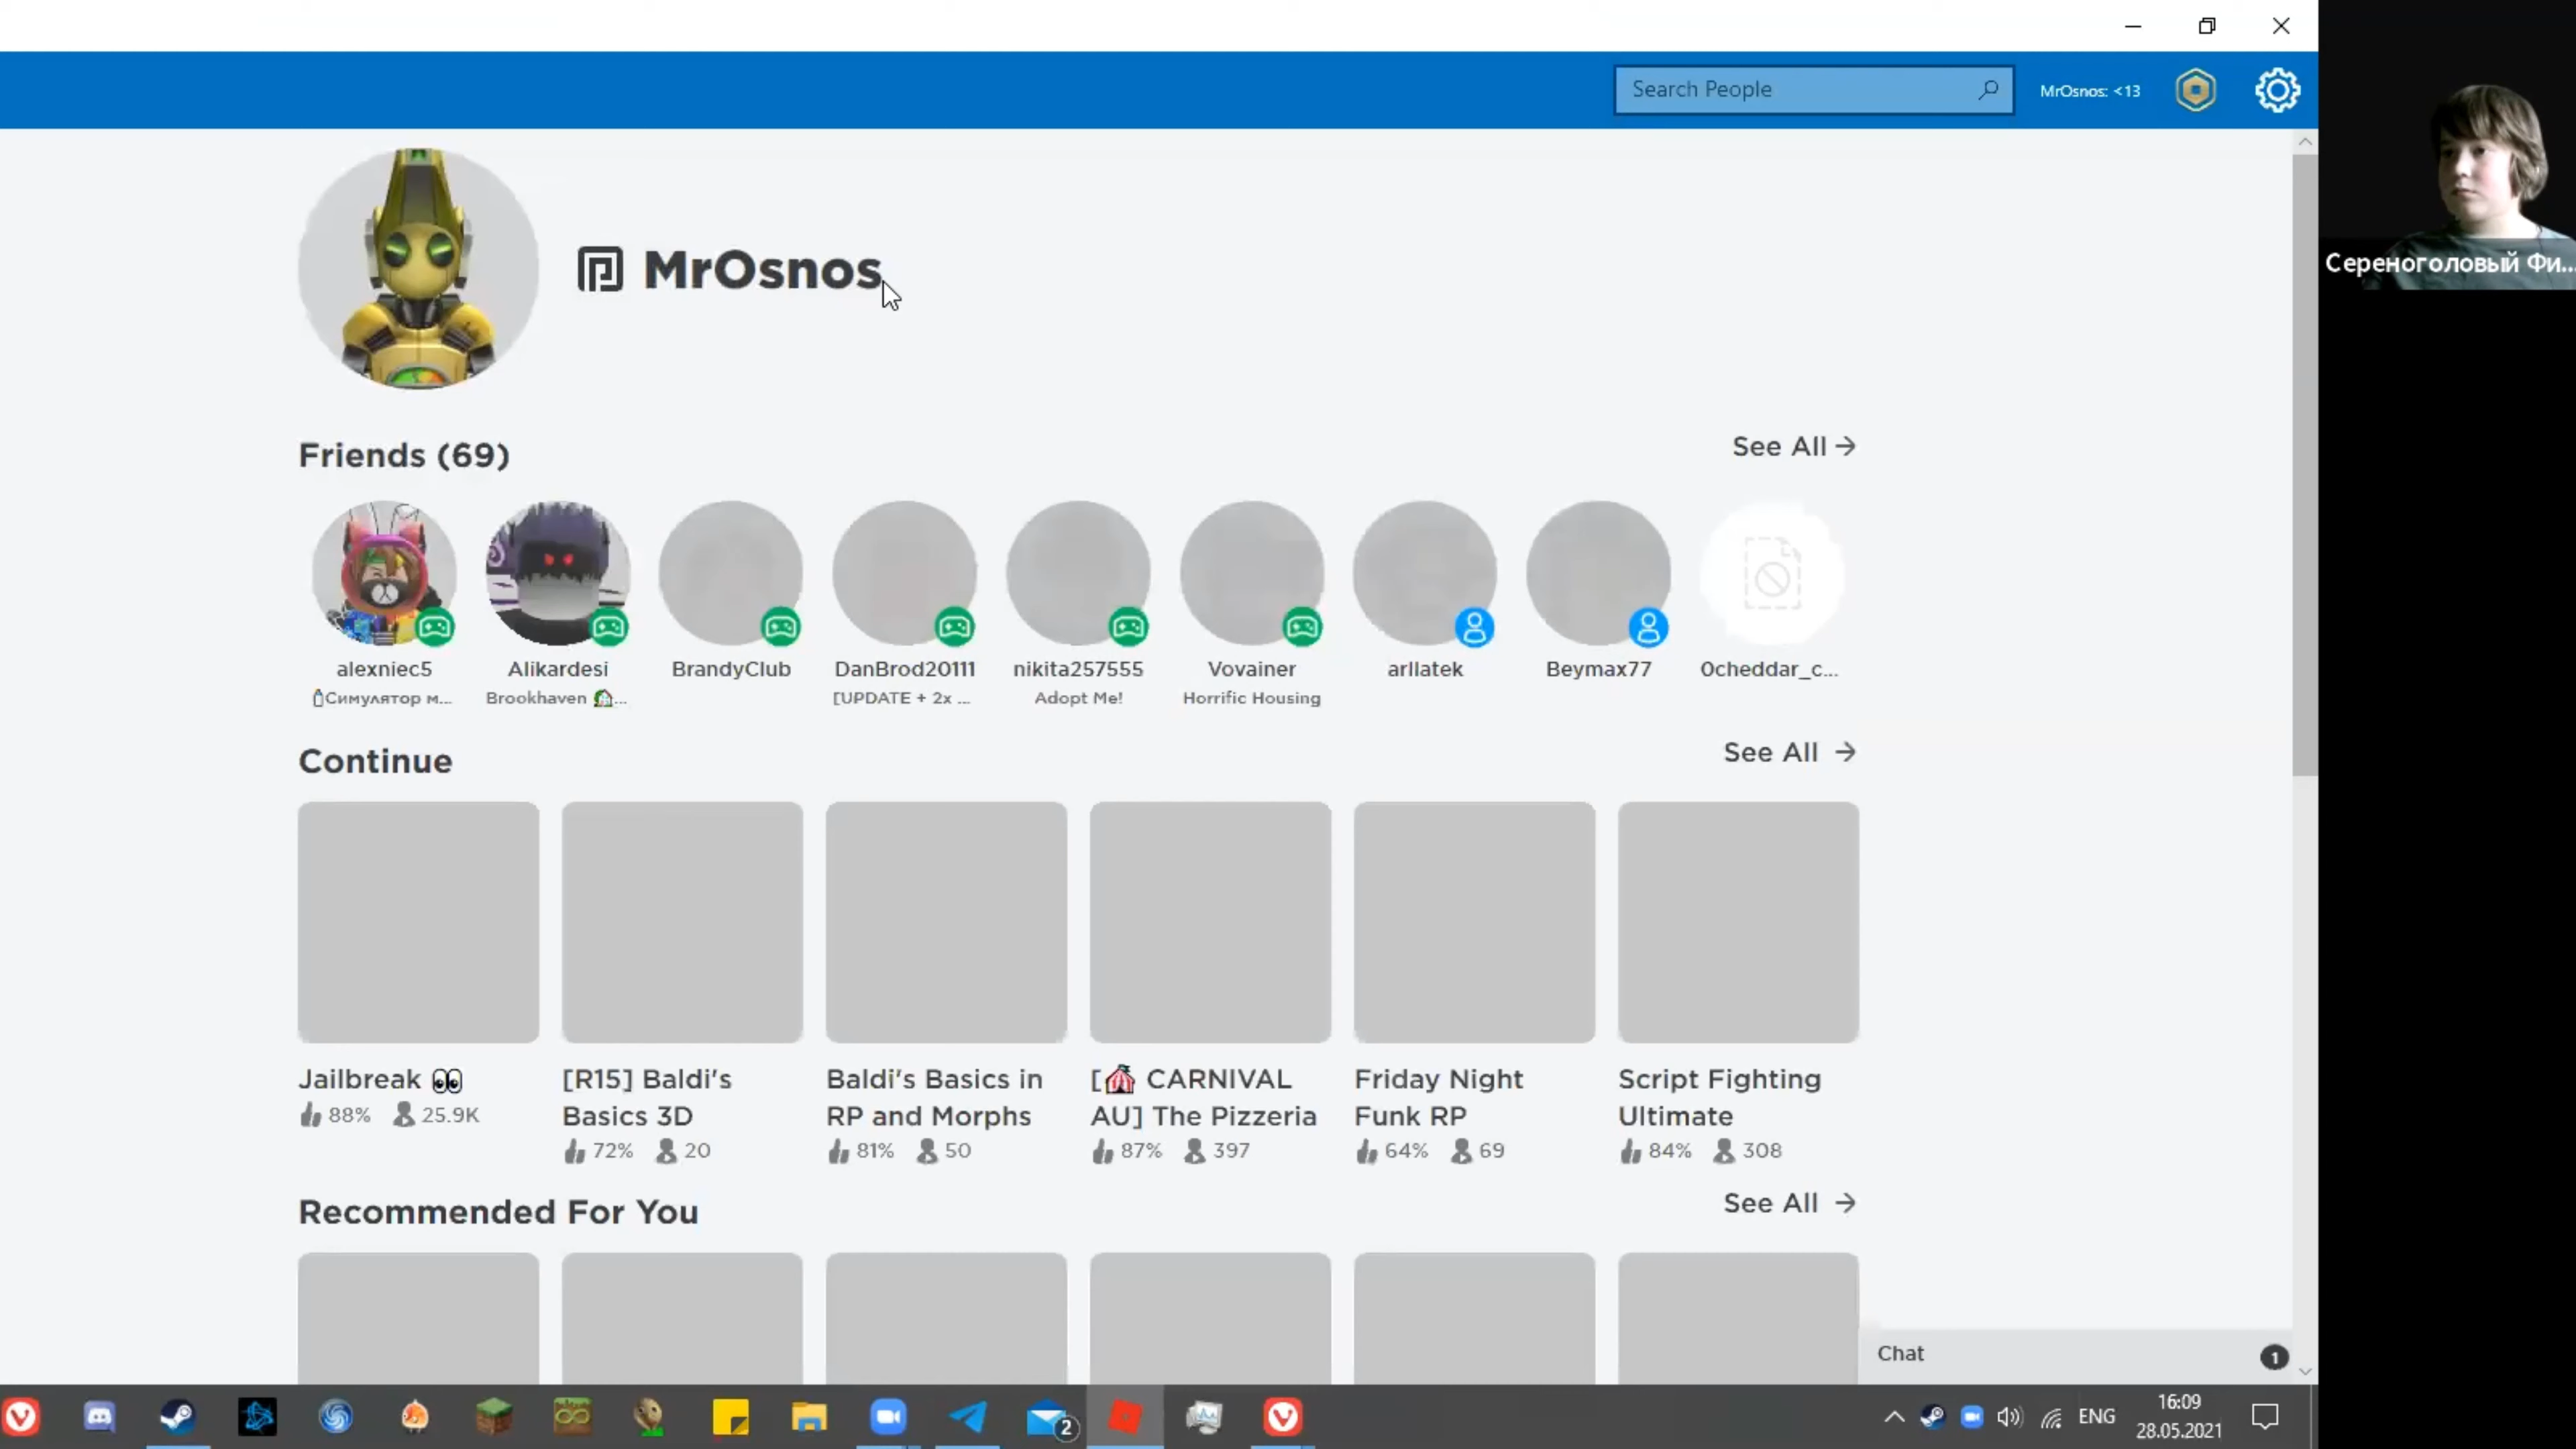 Search People
MrOsnos: <13
MrOsnos
Сереноголовый Фи...
Friends (69)
See All
alexniec5
Alikardesi
BrandyClub
DanBrod20111
nikita257555
Vovainer
arllatek
Beymax77
0cheddar_c...
Симулятор м...
Brookhaven ...
[UPDATE + 2x ...
Adopt Me!
Horrific Housing
Continue
See All
Jailbreak 👀
88% 25.9K
[R15] Baldi's
Basics 3D
72% 20
Baldi's Basics in
RP and Morphs
81% 50
[🎪 CARNIVAL
AU] The Pizzeria
87% 397
Friday Night
Funk RP
64% 69
Script Fighting
Ultimate
84% 308
Recommended For You
See All
Chat
1
2
ENG
16:09
28.05.2021